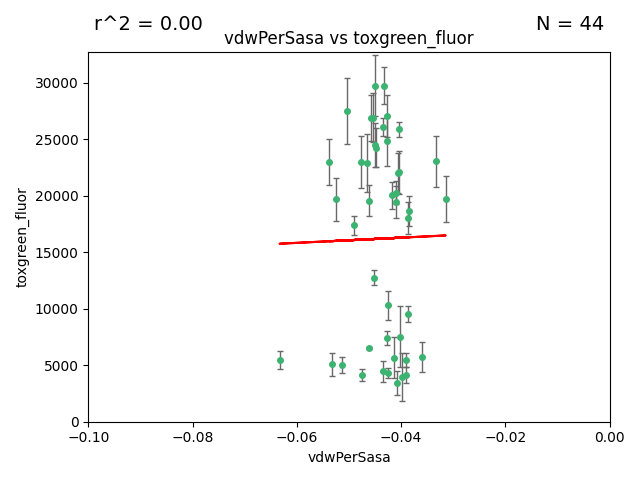 r^2 = 0.00
N = 44
vdwPerSasa vs toxgreen_fluor
30000
25000
20000
15000
10000
5000
0
toxgreen_fluor
−0.10
−0.08
−0.06
−0.04
−0.02
0.00
vdwPerSasa